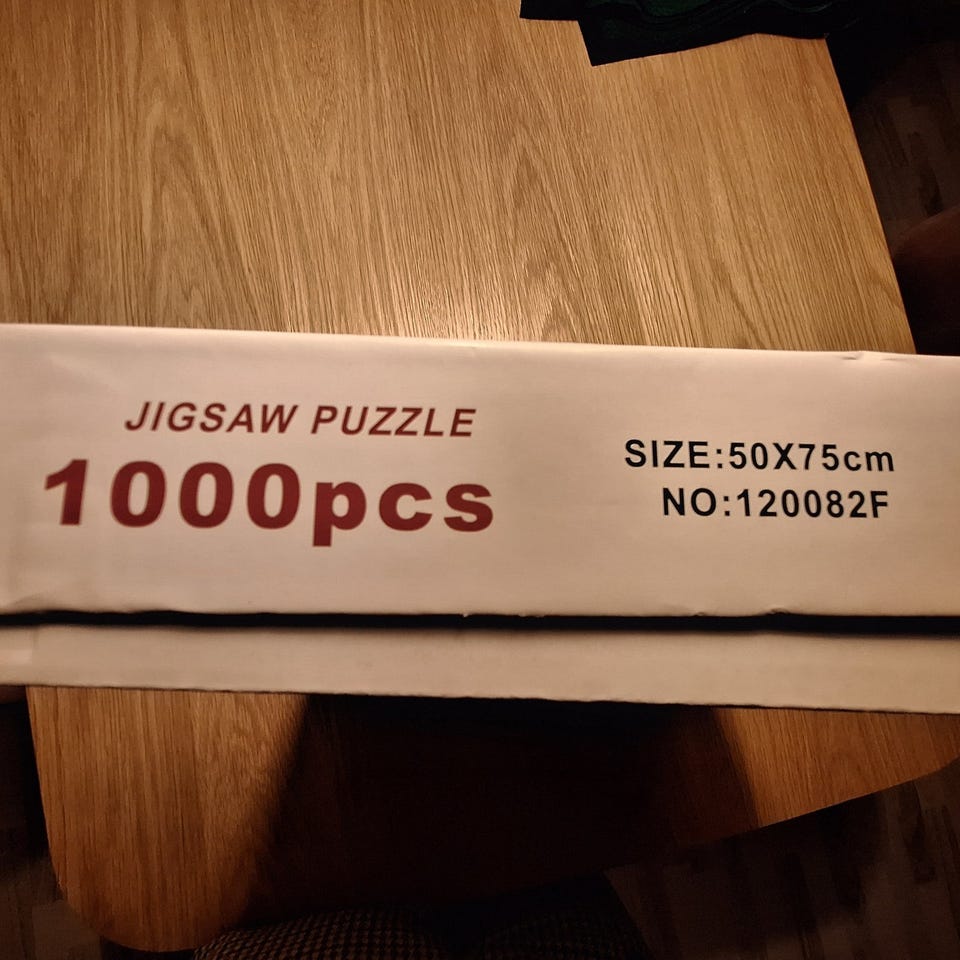 JIGSAW PUZZLE
1000pcs
SIZE:50X75cm
NO:120082F